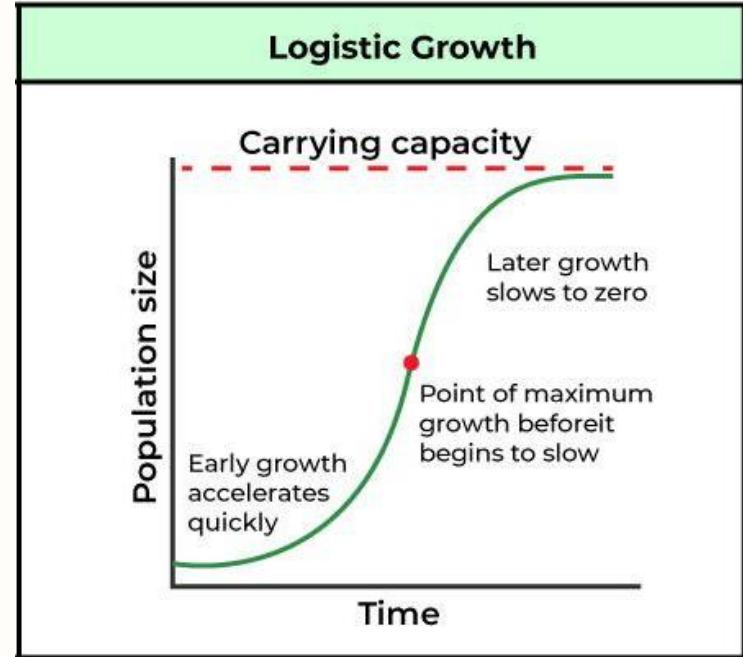 Logistic Growth
Carrying capacity
Population size
Later growth
slows to zero
Point of maximum
growth beforeit
begins to slow
Early growth
accelerates
quickly
Time